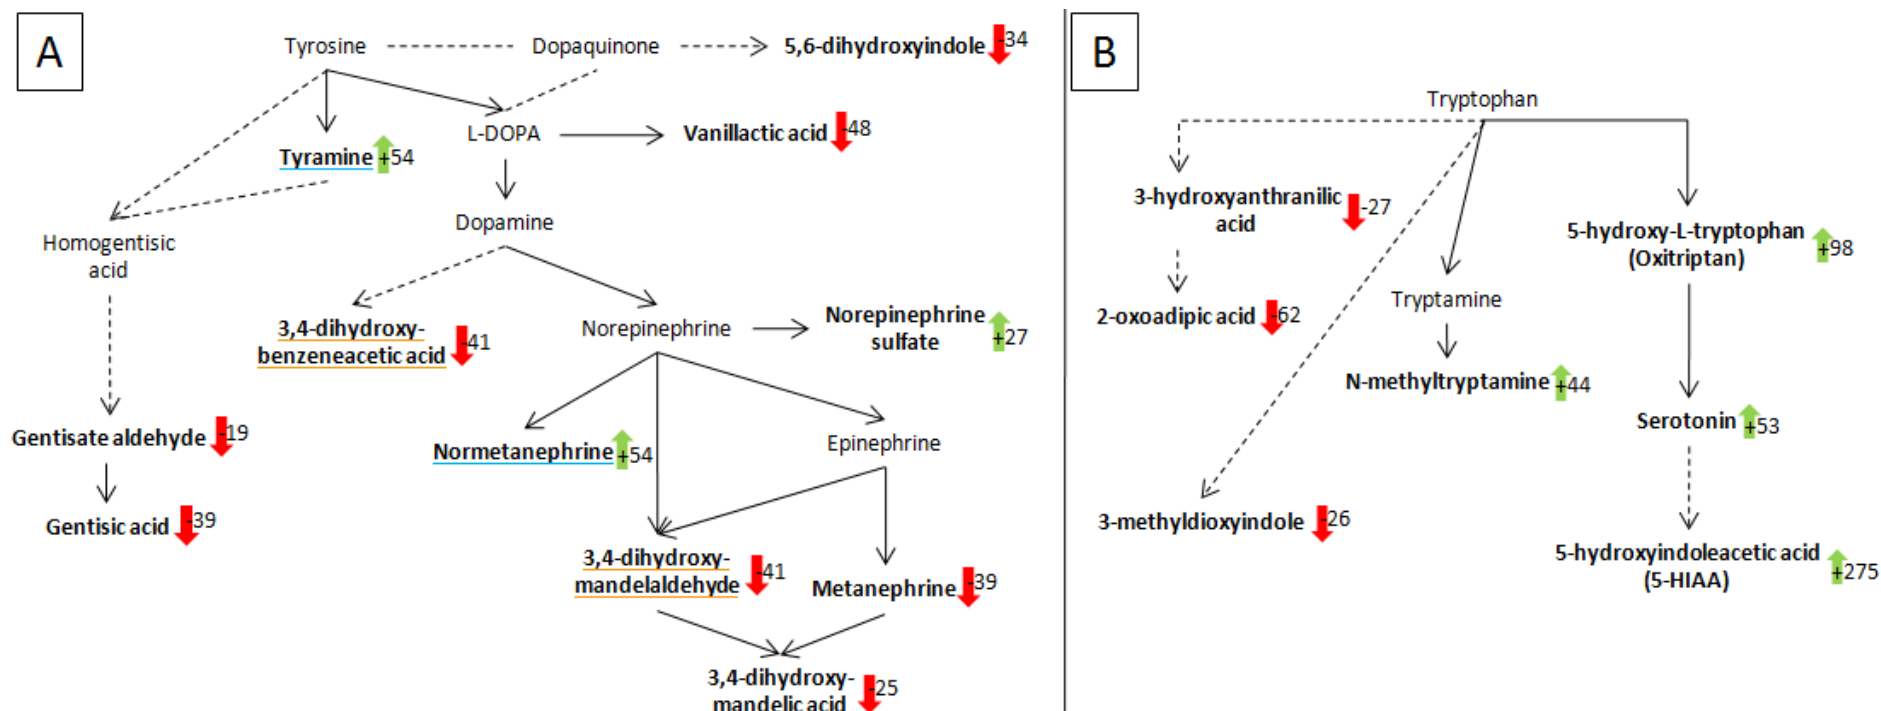 A
Tyrosine
Dopaquinone
5,6-dihydroxyindole -34
L-DOPA
Vanillactic acid -48
Tyramine +54
Dopamine
Homogentisic
acid
3,4-dihydroxy-
benzeneacetic acid -41
Norepinephrine
Norepinephrine
sulfate +27
Gentisate aldehyde -19
Normetanephrine +54
Epinephrine
Gentisic acid -39
3,4-dihydroxy-
mandelaldehyde -41
Metanephrine -39
3,4-dihydroxy-
mandelic acid -25
B
Tryptophan
3-hydroxyanthranilic
acid -27
5-hydroxy-L-tryptophan
(Oxitriptan) +98
2-oxoadipic acid -62
Tryptamine
N-methyltryptamine +44
Serotonin +53
3-methyldioxyindole -26
5-hydroxyindoleacetic acid
(5-HIAA) +275